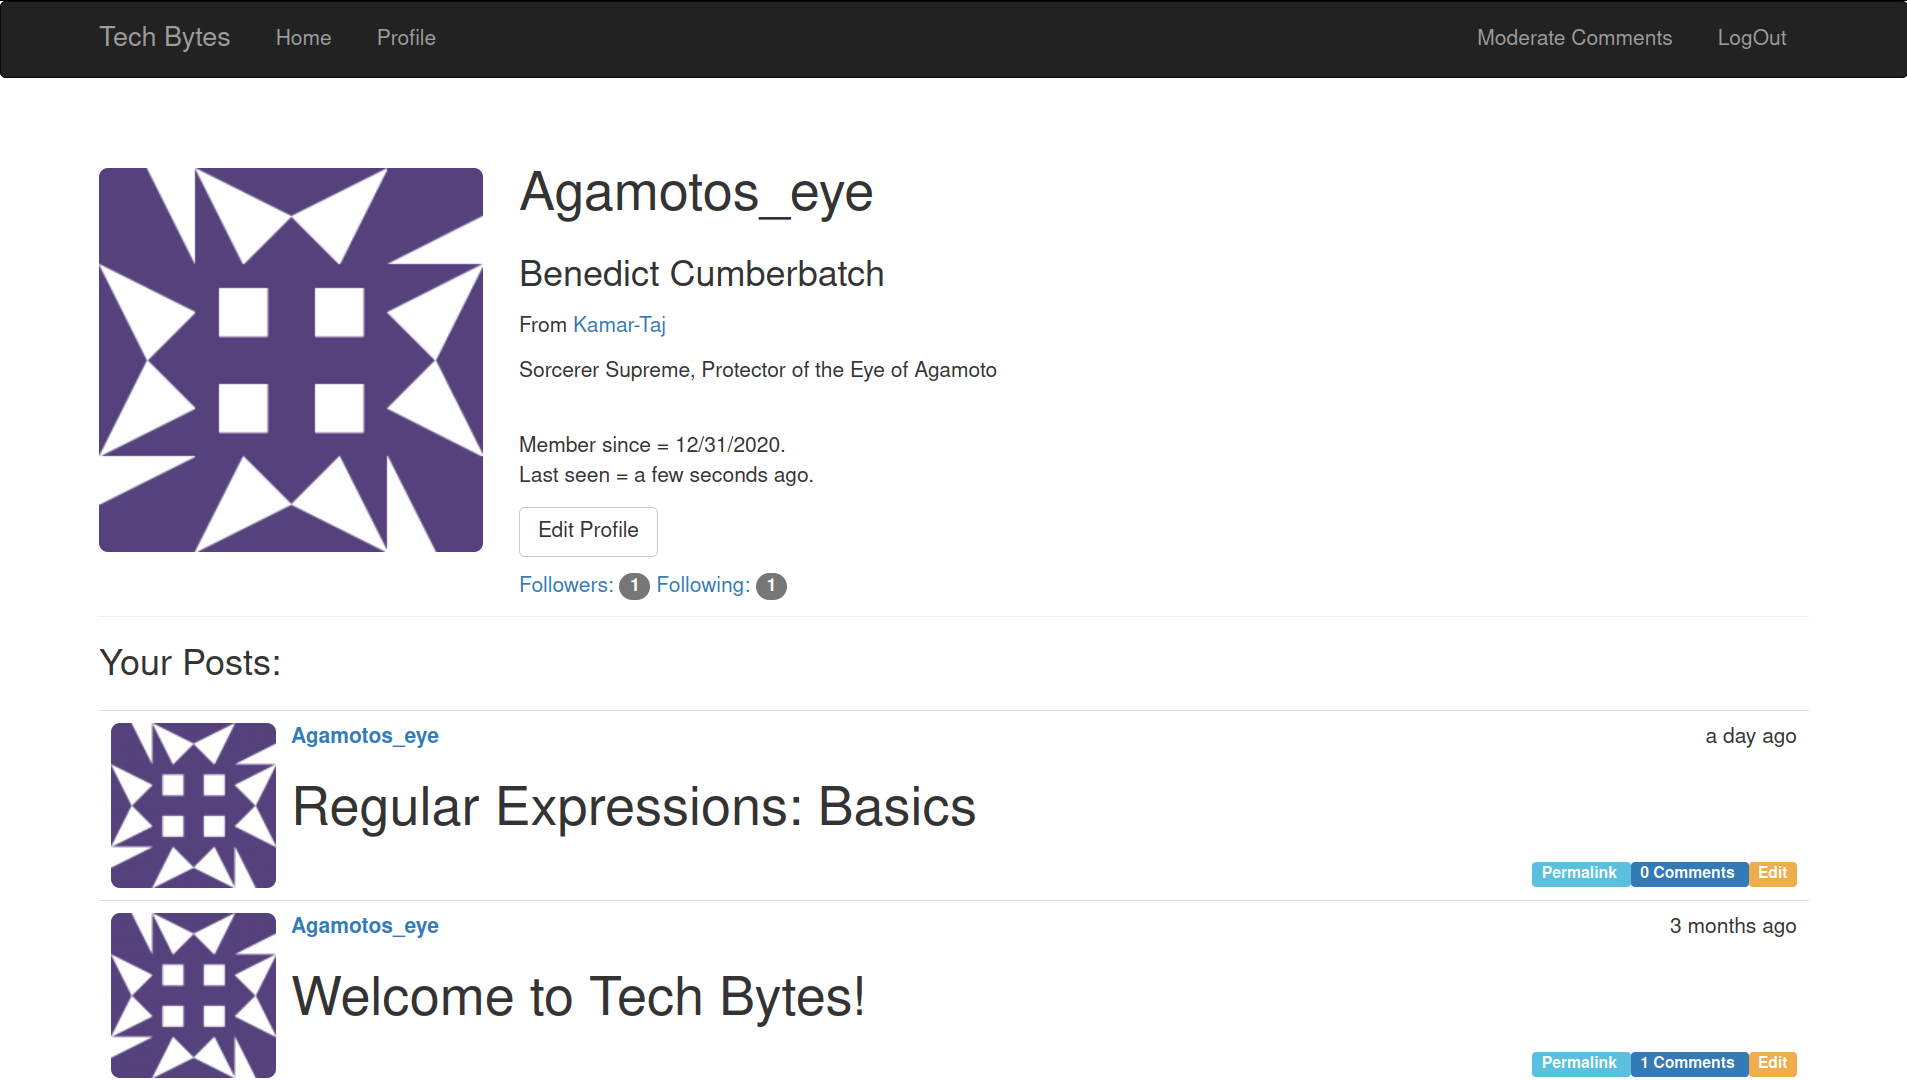 Tech Bytes Home Profile Moderate Comments LogOut
Agamotos_eye
Benedict Cumberbatch
From Kamar-Taj
Sorcerer Supreme, Protector of the Eye of Agamoto
Member since = 12/31/2020.
Last seen = a few seconds ago.
Edit Profile
Followers: 1 Following: 1
Your Posts:
Agamotos_eye a day ago
Regular Expressions: Basics
Permalink 0 Comments Edit
Agamotos_eye 3 months ago
Welcome to Tech Bytes!
Permalink 1 Comments Edit